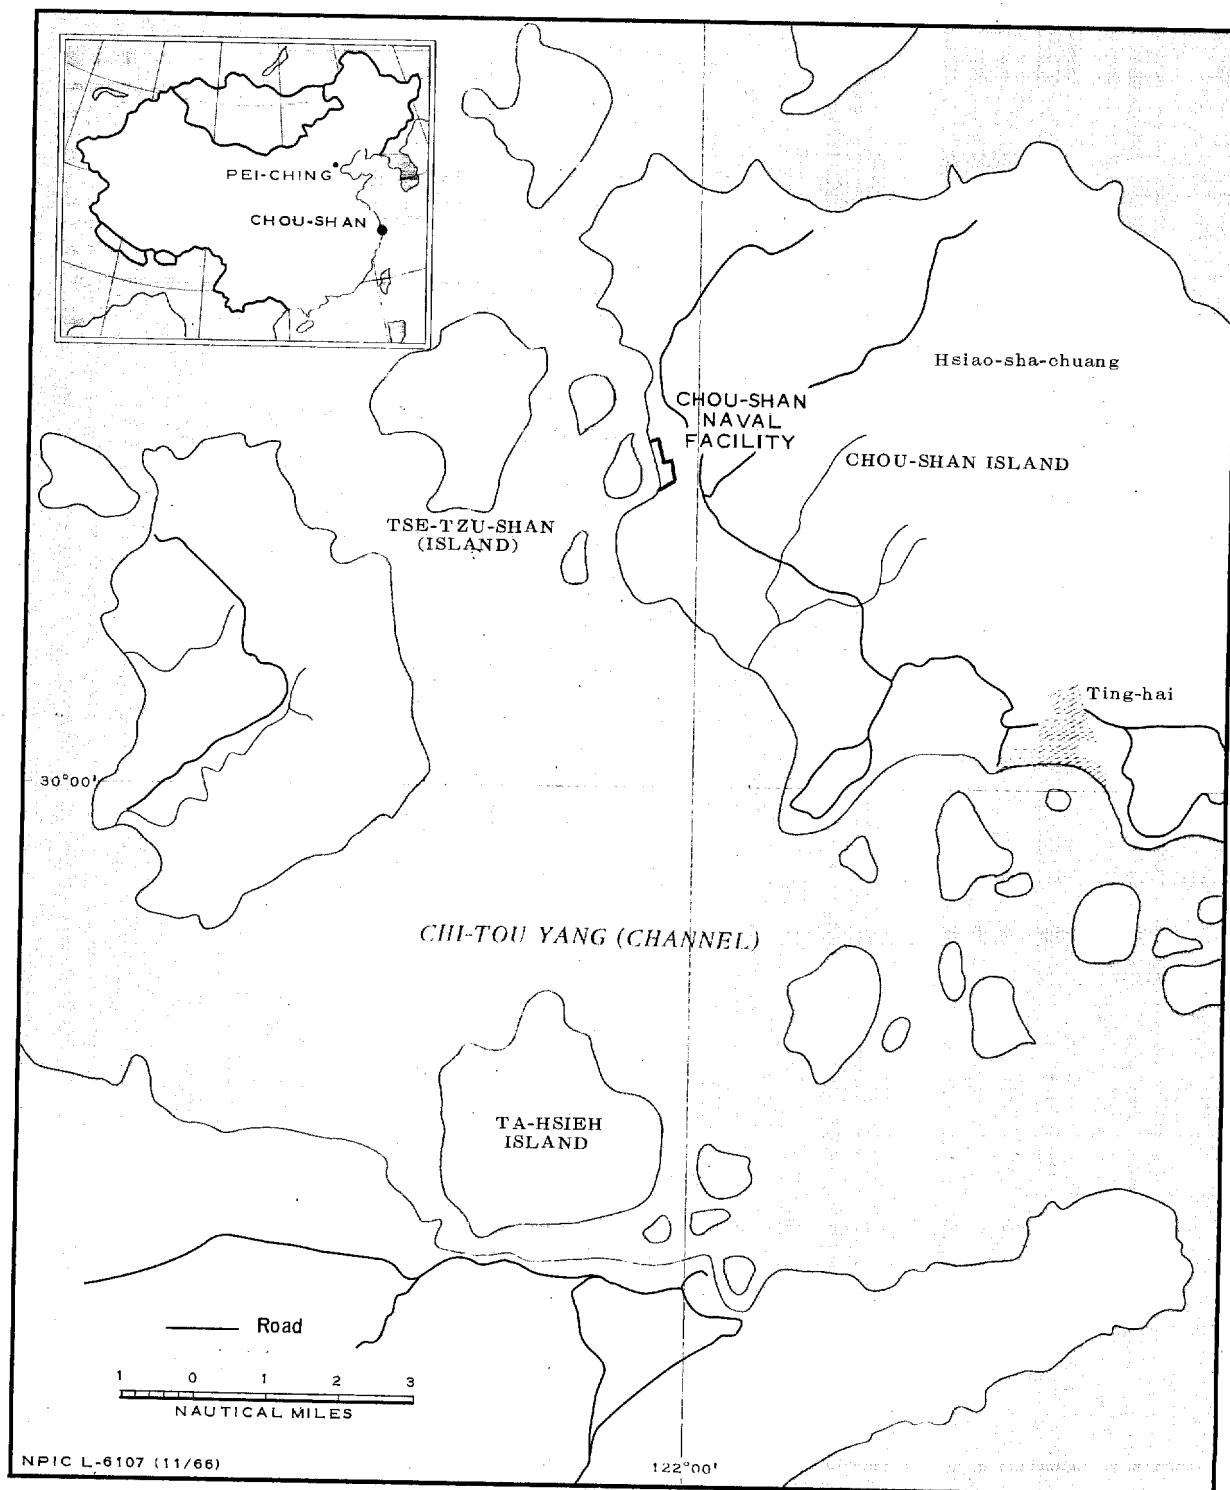 PEI-CHING
CHOU-SHAN
Hsiao-sha-chuang
CHOU-SHAN
NAVAL
FACILITY
CHOU-SHAN ISLAND
TSE-TZU-SHAN
(ISLAND)
Ting-hai
30°00'
CHI-TOU YANG (CHANNEL)
TA-HSIEH
ISLAND
Road
1 0 1 2 3
NAUTICAL MILES
NPIC L-6107 (11/66)
122°00'